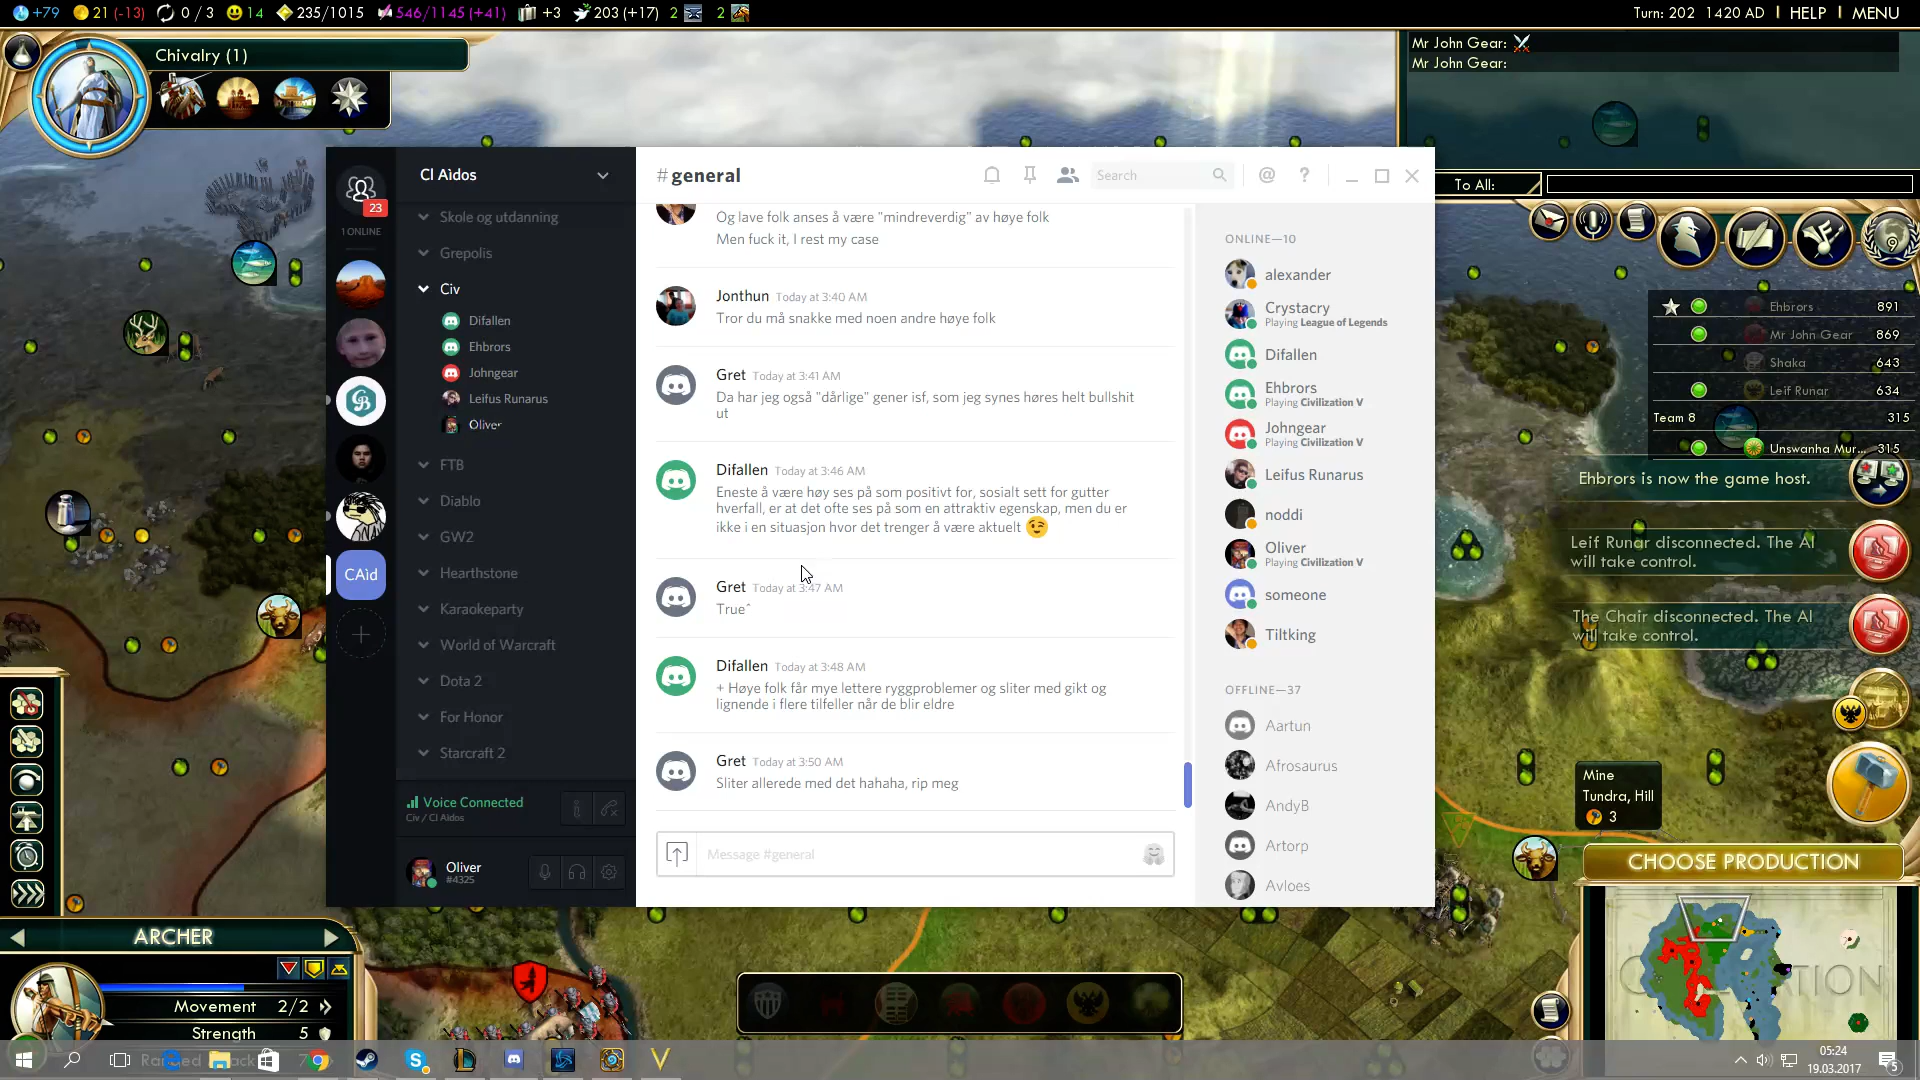 +79 21 (-13) 0 / 3 14 235/1015 546/1145 (+41) +3 203 (+17) 2 2
Turn: 202 1420 AD | HELP | MENU
Chivalry (1)
Mr John Gear:
Mr John Gear:
To All:
23
1 ONLINE
CAid
Cl Aidos
Skole og utdanning
Grepolis
Civ
Difallen
Ehbrors
Johngear
Leifus Runarus
Oliver
FTB
Diablo
GW2
Hearthstone
Karaokeparty
World of Warcraft
Dota 2
For Honor
Starcraft 2
Voice Connected
Civ / Cl Aidos
Oliver
#4325
#general
Search
@ ?
Og lave folk anses å være "mindreverdig" av høye folk
Men fuck it, I rest my case
Jonthun Today at 3:40 AM
Tror du må snakke med noen andre høye folk
Gret Today at 3:41 AM
Da har jeg også "dårlige" gener isf, som jeg synes høres helt bullshit
ut
Difallen Today at 3:46 AM
Eneste å være høy ses på som positivt for, sosialt sett for gutter
hverfall, er at det ofte ses på som en attraktiv egenskap, men du er
ikke i en situasjon hvor det trenger å være aktuelt
Gret Today at 3:47 AM
True^
Difallen Today at 3:48 AM
+ Høye folk får mye lettere ryggproblemer og sliter med gikt og
lignende i flere tilfeller når de blir eldre
Gret Today at 3:50 AM
Sliter allerede med det hahaha, rip meg
Message #general
ONLINE—10
alexander
Crystacry
Playing League of Legends
Difallen
Ehbrors
Playing Civilization V
Johngear
Playing Civilization V
Leifus Runarus
noddi
Oliver
Playing Civilization V
someone
Tiltking
OFFLINE—37
Aartun
Afrosaurus
AndyB
Artorp
Avloes
9
Ehbrors 891
Mr John Gear 869
Shaka 643
Leif Runar 634
Team 8 315
Unswanha Mur... 315
Ehbrors is now the game host.
Leif Runar disconnected. The AI
will take control.
The Chair disconnected. The AI
will take control.
Mine
Tundra, Hill
3
CHOOSE PRODUCTION
ARCHER
Movement 2/2
Strength 5
05:24
19.03.2017
5